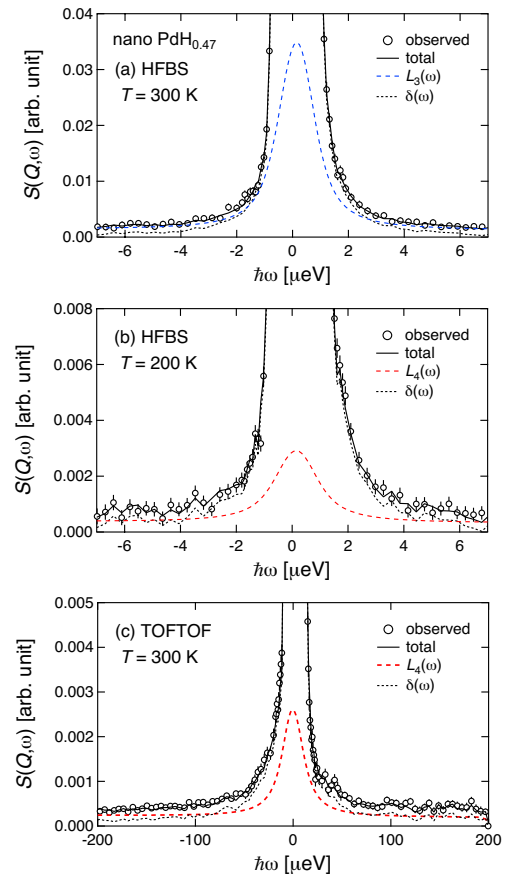 nano PdH0.47
(a) HFBS
T = 300 K
observed
total
L3(ω)
δ(ω)
S(Q,ω) [arb. unit]
0.04
0.03
0.02
0.01
0.00
-6 -4 -2 0 2 4 6
ħω [μeV]
(b) HFBS
T = 200 K
observed
total
L4(ω)
δ(ω)
S(Q,ω) [arb. unit]
0.008
0.006
0.004
0.002
0.000
-6 -4 -2 0 2 4 6
ħω [μeV]
(c) TOFTOF
T = 300 K
observed
total
L4(ω)
δ(ω)
S(Q,ω) [arb. unit]
0.005
0.004
0.003
0.002
0.001
0.000
-200 -100 0 100 200
ħω [μeV]